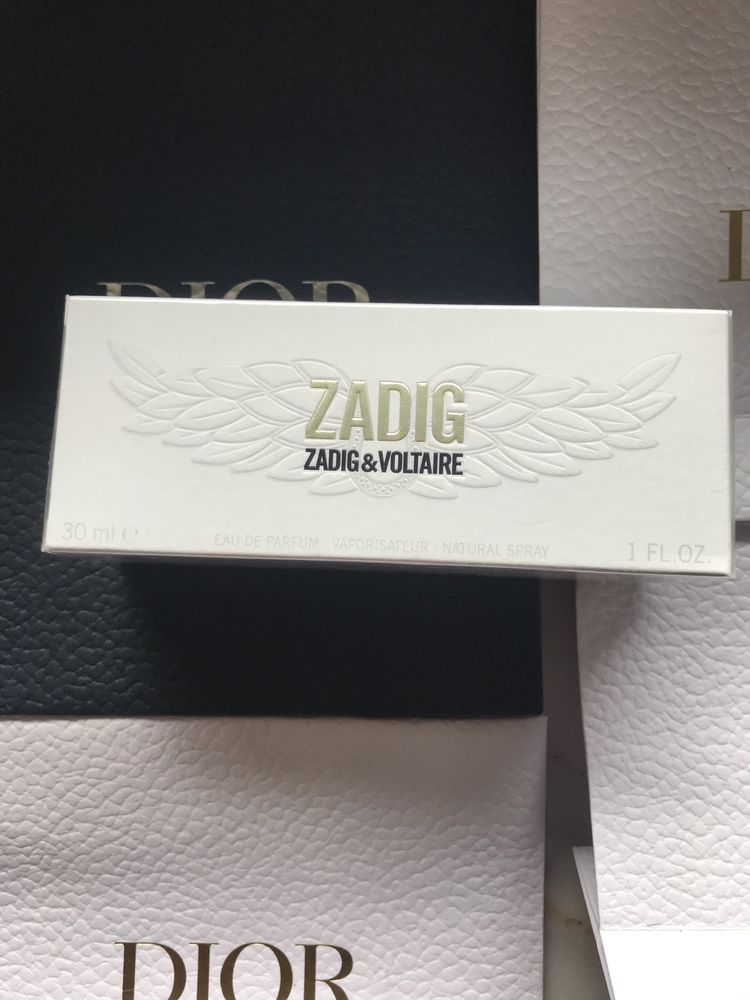 DIOR
ZADIG
ZADIG&VOLTAIRE
30 ml ℮
EAU DE PARFUM - VAPORISATEUR - NATURAL SPRAY
1 FL.OZ.
DIOR